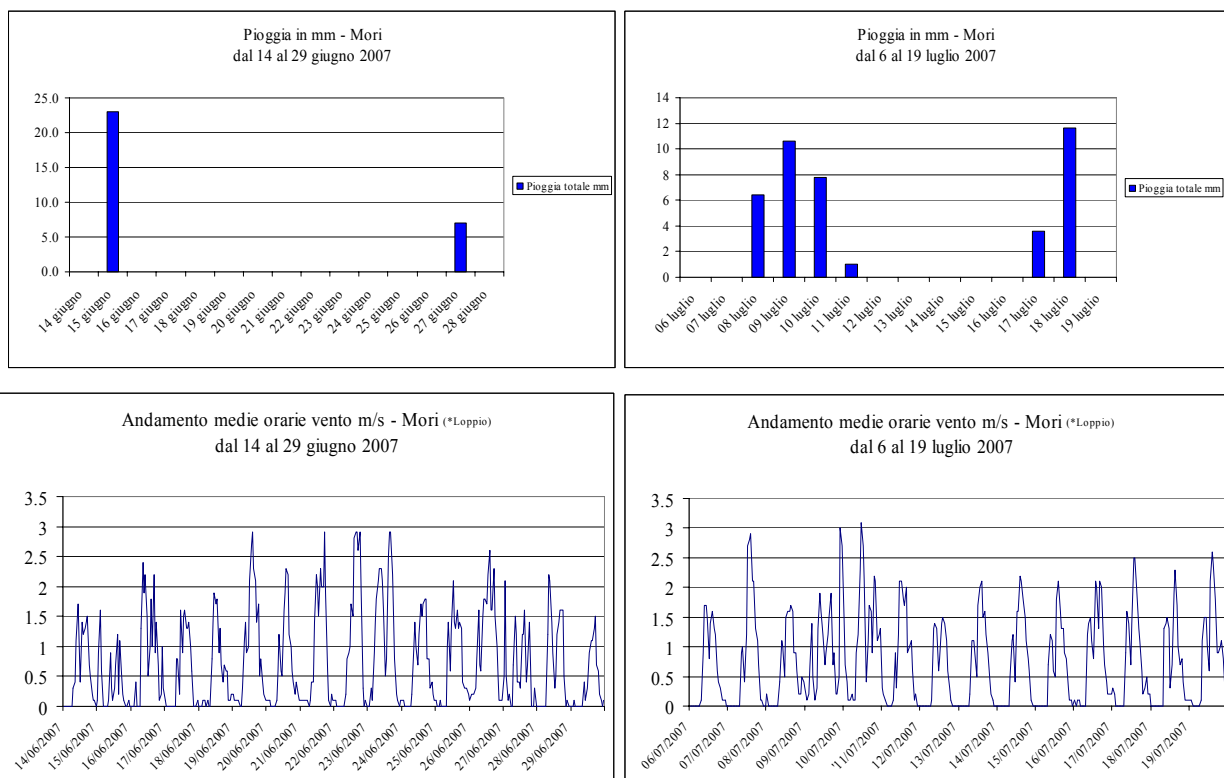 Pioggia in mm - Mori
dal 14 al 29 giugno 2007
25.0
20.0
15.0
10.0
5.0
0.0
14 giugno
15 giugno
16 giugno
17 giugno
18 giugno
19 giugno
20 giugno
21 giugno
22 giugno
23 giugno
24 giugno
25 giugno
26 giugno
27 giugno
28 giugno
Pioggia totale mm
Pioggia in mm - Mori
dal 6 al 19 luglio 2007
14
12
10
8
6
4
2
0
06 luglio
07 luglio
08 luglio
09 luglio
10 luglio
11 luglio
12 luglio
13 luglio
14 luglio
15 luglio
16 luglio
17 luglio
18 luglio
19 luglio
Pioggia totale mm
Andamento medie orarie vento m/s - Mori (*Loppio)
dal 14 al 29 giugno 2007
3.5
3
2.5
2
1.5
1
0.5
0
14/06/2007
15/06/2007
16/06/2007
17/06/2007
18/06/2007
19/06/2007
20/06/2007
21/06/2007
22/06/2007
23/06/2007
24/06/2007
25/06/2007
26/06/2007
27/06/2007
28/06/2007
29/06/2007
Andamento medie orarie vento m/s - Mori (*Loppio)
dal 6 al 19 luglio 2007
3.5
3
2.5
2
1.5
1
0.5
0
06/07/2007
07/07/2007
08/07/2007
09/07/2007
10/07/2007
11/07/2007
12/07/2007
13/07/2007
14/07/2007
15/07/2007
16/07/2007
17/07/2007
18/07/2007
19/07/2007